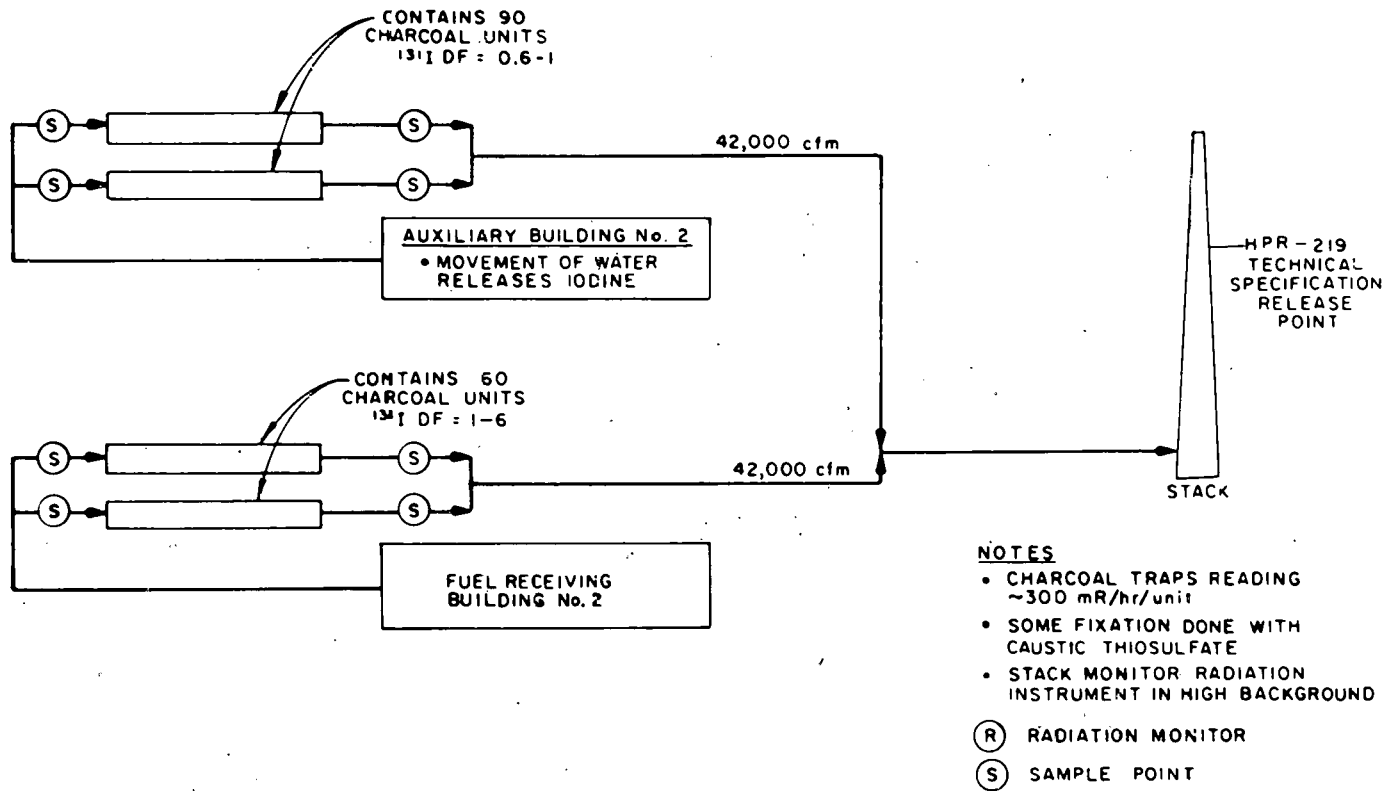 CONTAINS 90
CHARCOAL UNITS
131I DF = 0.6-1
S
S
S
S
42,000 cfm
AUXILIARY BUILDING No. 2
• MOVEMENT OF WATER
RELEASES IODINE
HPR-219
TECHNICAL
SPECIFICATION
RELEASE
POINT
CONTAINS 60
CHARCOAL UNITS
131I DF = 1-6
S
S
S
S
42,000 cfm
STACK
FUEL RECEIVING
BUILDING No. 2
NOTES
• CHARCOAL TRAPS READING
~300 mR/hr/unit
• SOME FIXATION DONE WITH
CAUSTIC THIOSULFATE
• STACK MONITOR RADIATION
INSTRUMENT IN HIGH BACKGROUND
R RADIATION MONITOR
S SAMPLE POINT